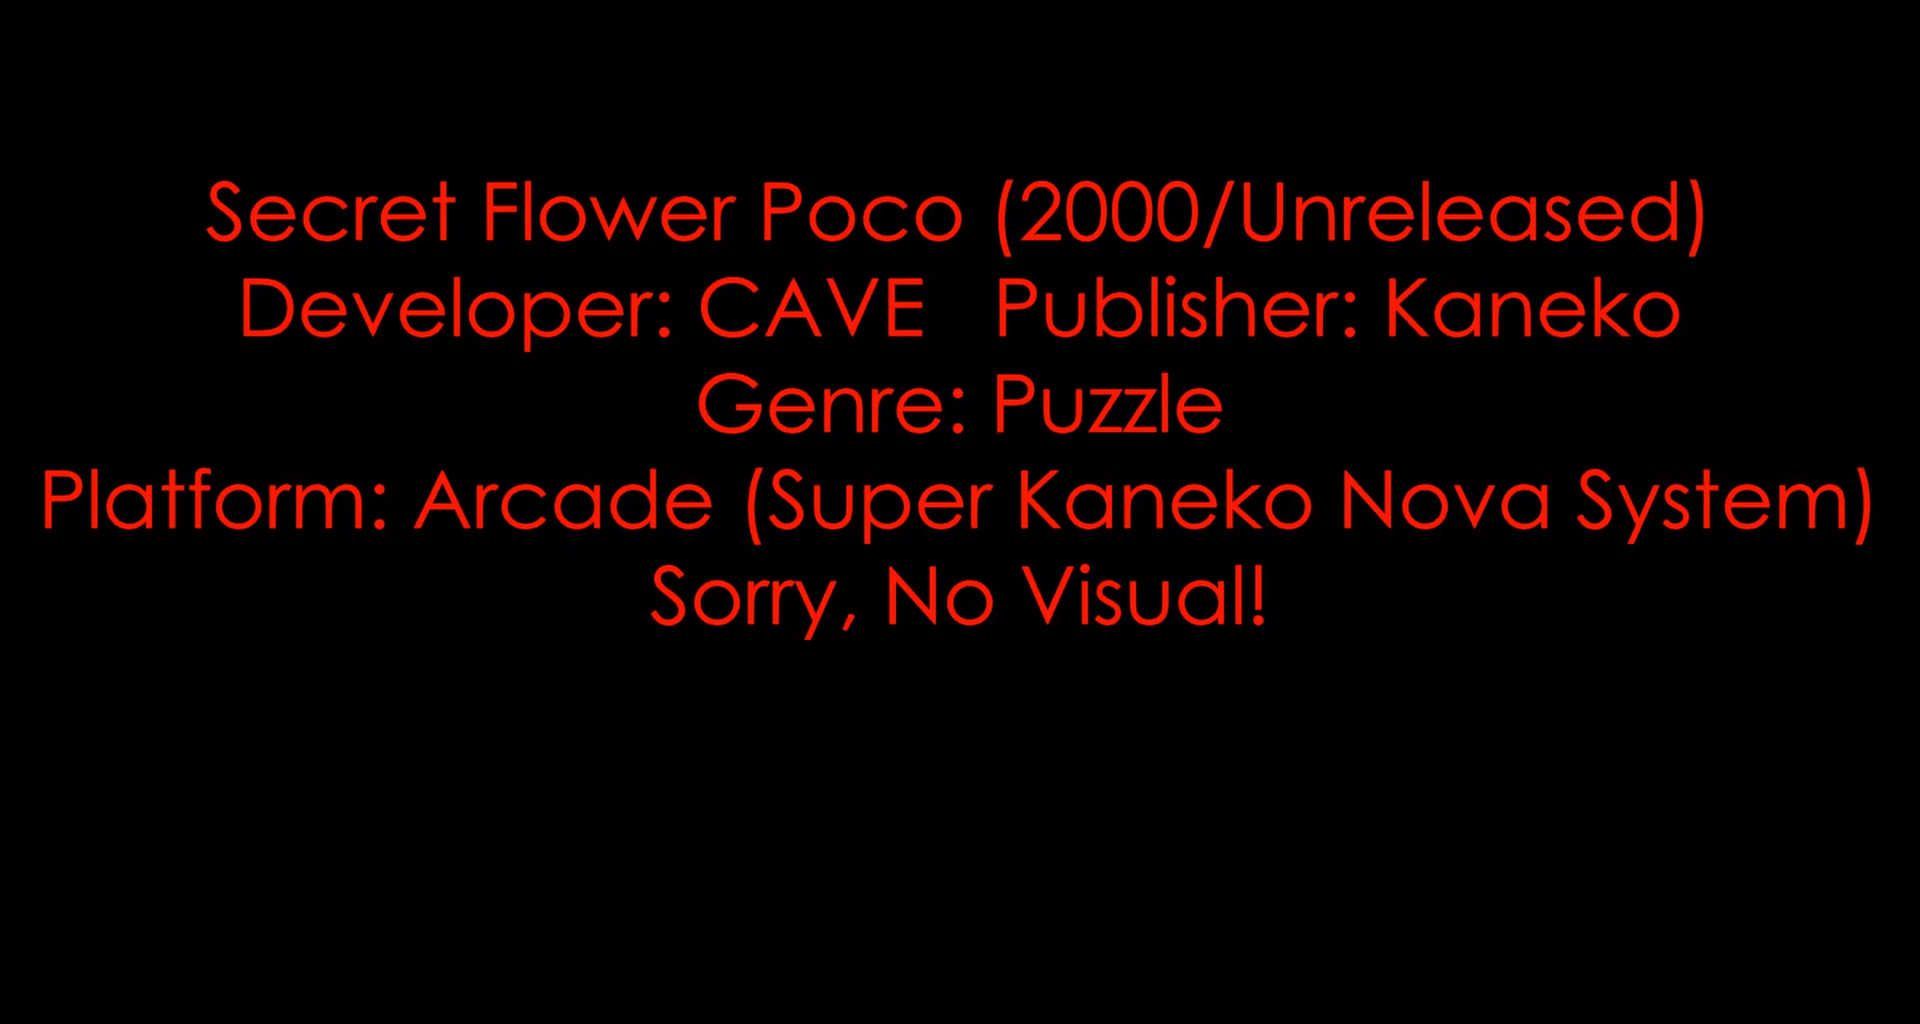 Secret Flower Poco (2000/Unreleased)
Developer: CAVE   Publisher: Kaneko
Genre: Puzzle
Platform: Arcade (Super Kaneko Nova System)
Sorry, No Visual!